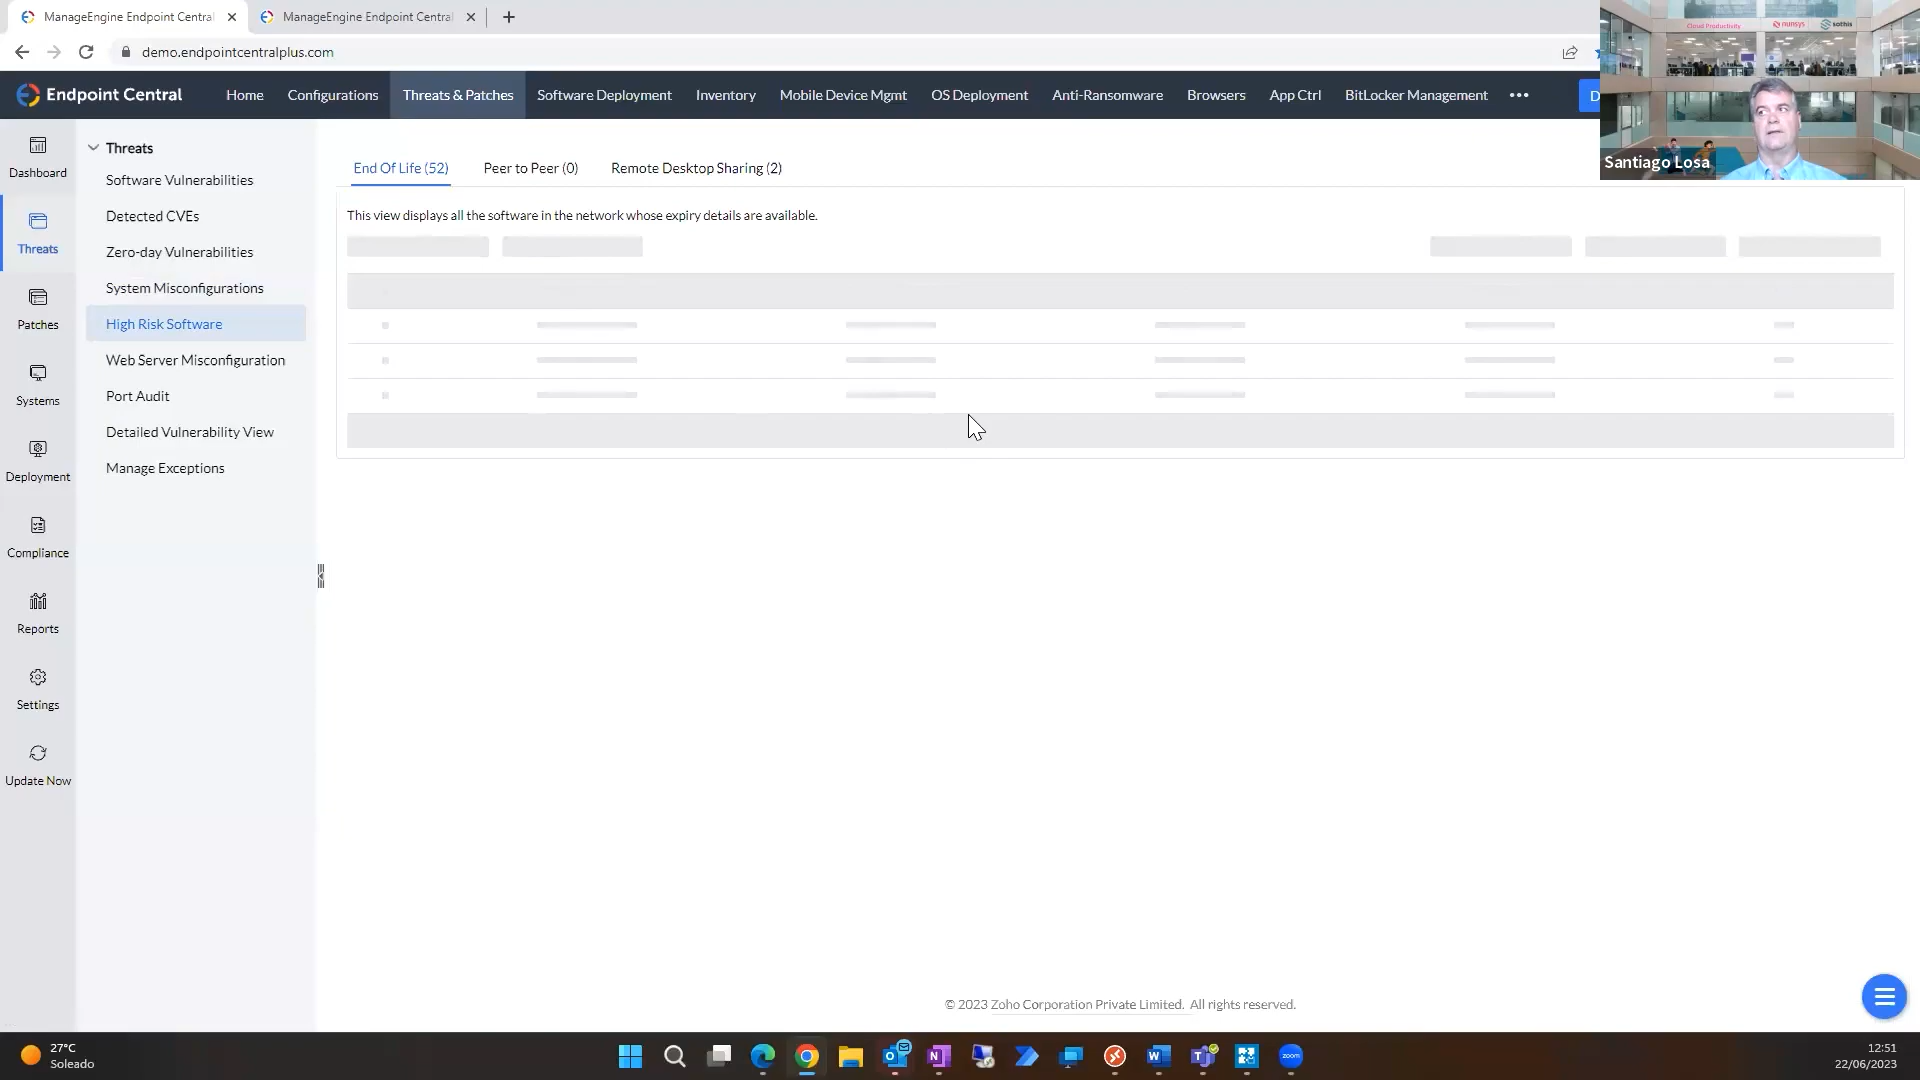 ManageEngine Endpoint Central
ManageEngine Endpoint Central
demo.endpointcentralplus.com
Endpoint Central
Home
Configurations
Threats & Patches
Software Deployment
Inventory
Mobile Device Mgmt
OS Deployment
Anti-Ransomware
Browsers
App Ctrl
BitLocker Management
Cloud Productivity
nunsys
sothis
Santiago Losa
Dashboard
Threats
Patches
Systems
Deployment
Compliance
Reports
Settings
Update Now
Threats
Software Vulnerabilities
Detected CVEs
Zero-day Vulnerabilities
System Misconfigurations
High Risk Software
Web Server Misconfiguration
Port Audit
Detailed Vulnerability View
Manage Exceptions
End Of Life (52)
Peer to Peer (0)
Remote Desktop Sharing (2)
This view displays all the software in the network whose expiry details are available.
© 2023 Zoho Corporation Private Limited. All rights reserved.
27°C
Soleado
zoom
12:51
22/06/2023